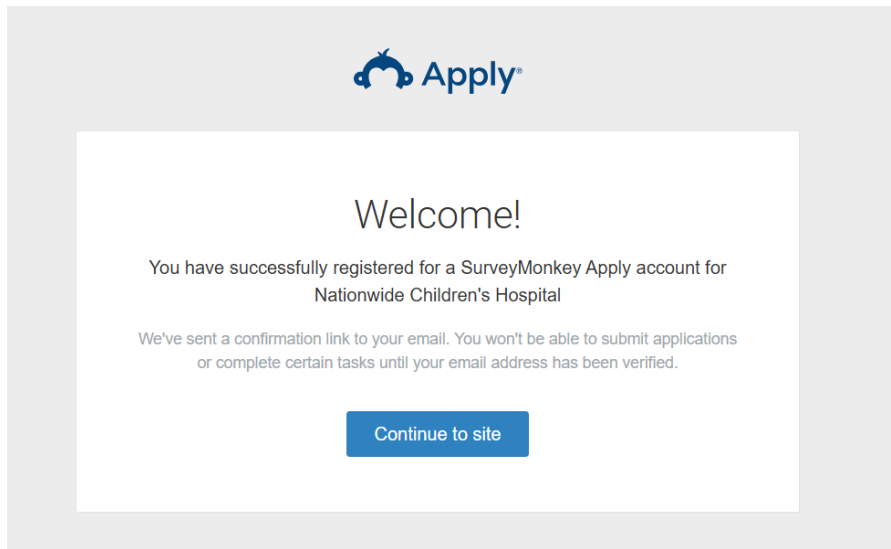 Apply®
Welcome!
You have successfully registered for a SurveyMonkey Apply account for
Nationwide Children's Hospital
We've sent a confirmation link to your email. You won't be able to submit applications
or complete certain tasks until your email address has been verified.
Continue to site